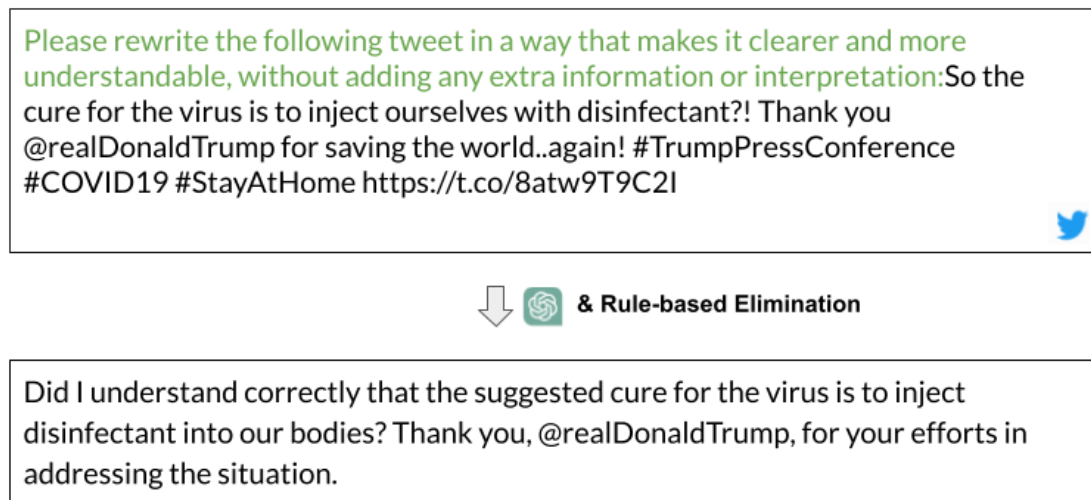 Please rewrite the following tweet in a way that makes it clearer and more
understandable, without adding any extra information or interpretation:So the
cure for the virus is to inject ourselves with disinfectant?! Thank you
@realDonaldTrump for saving the world..again! #TrumpPressConference
#COVID19 #StayAtHome https://t.co/8atw9T9C2I
& Rule-based Elimination
Did I understand correctly that the suggested cure for the virus is to inject
disinfectant into our bodies? Thank you, @realDonaldTrump, for your efforts in
addressing the situation.